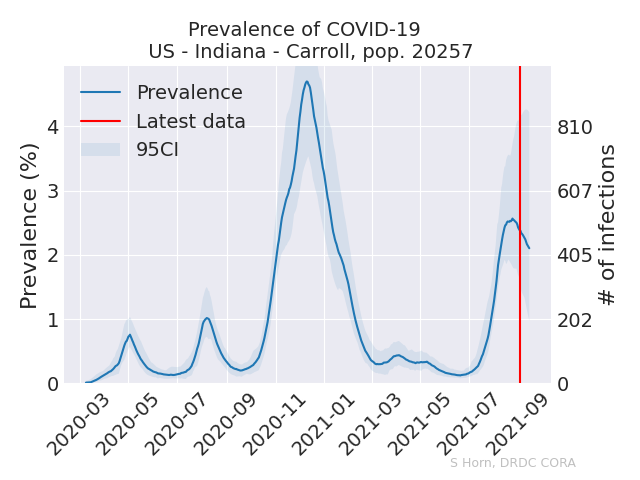 Prevalence of COVID-19
US - Indiana - Carroll, pop. 20257
Prevalence
Latest data
95CI
Prevalence (%)
4
3
2
1
0
810
607
405
202
0
# of infections
2020-03
2020-05
2020-07
2020-09
2020-11
2021-01
2021-03
2021-05
2021-07
2021-09
S Horn, DRDC CORA